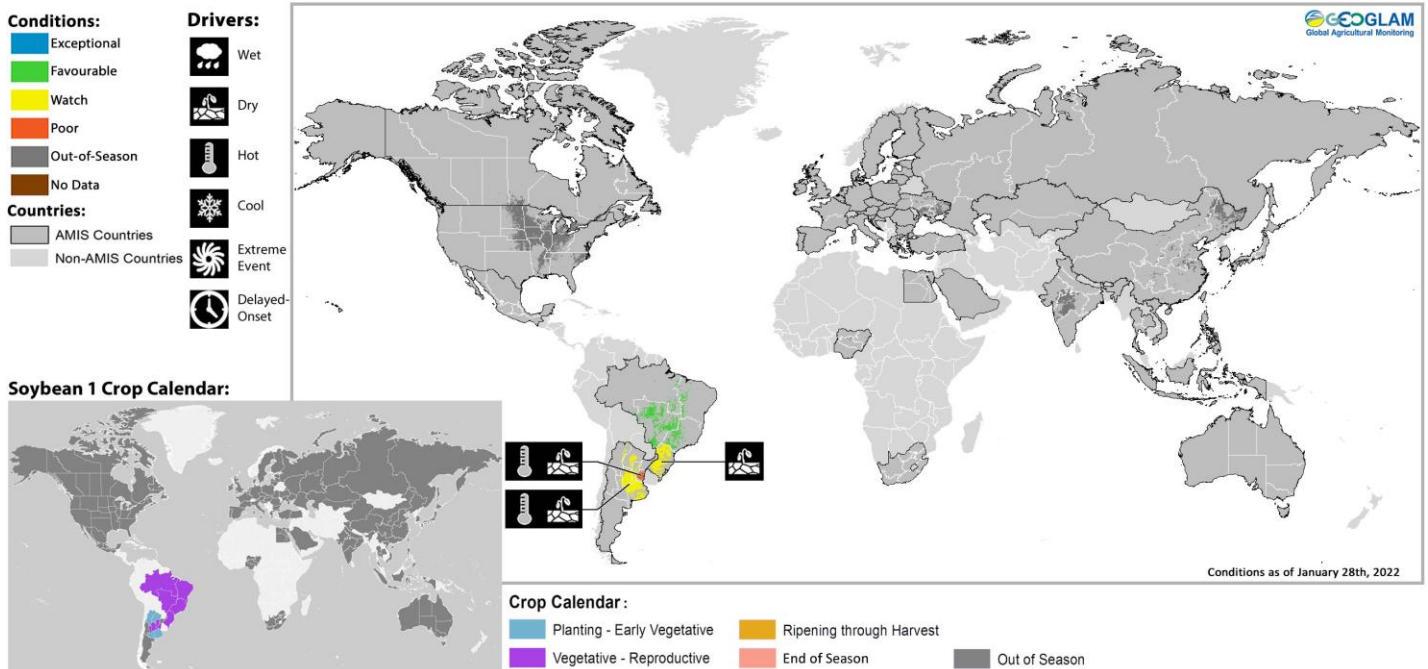 Conditions:
Exceptional
Favourable
Watch
Poor
Out-of-Season
No Data
Countries:
AMIS Countries
Non-AMIS Countries
Drivers:
Wet
Dry
Hot
Cool
Extreme
Event
Delayed-
Onset
GEOGLAM
Global Agricultural Monitoring
Conditions as of January 28th, 2022
Soybean 1 Crop Calendar:
Crop Calendar :
Planting - Early Vegetative
Vegetative - Reproductive
Ripening through Harvest
End of Season
Out of Season